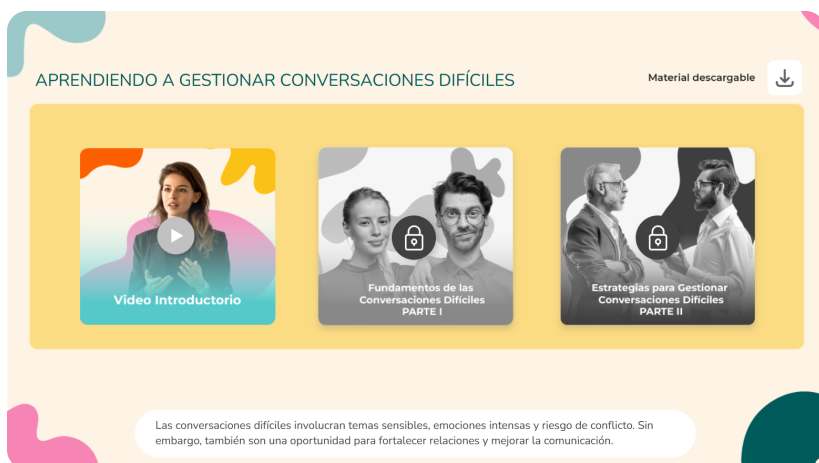 APRENDIENDO A GESTIONAR CONVERSACIONES DIFÍCILES
Material descargable
Video Introductorio
Fundamentos de las
Conversaciones Difíciles
PARTE I
Estrategias para Gestionar
Conversaciones Difíciles
PARTE II
Las conversaciones difíciles involucran temas sensibles, emociones intensas y riesgo de conflicto. Sin
embargo, también son una oportunidad para fortalecer relaciones y mejorar la comunicación.